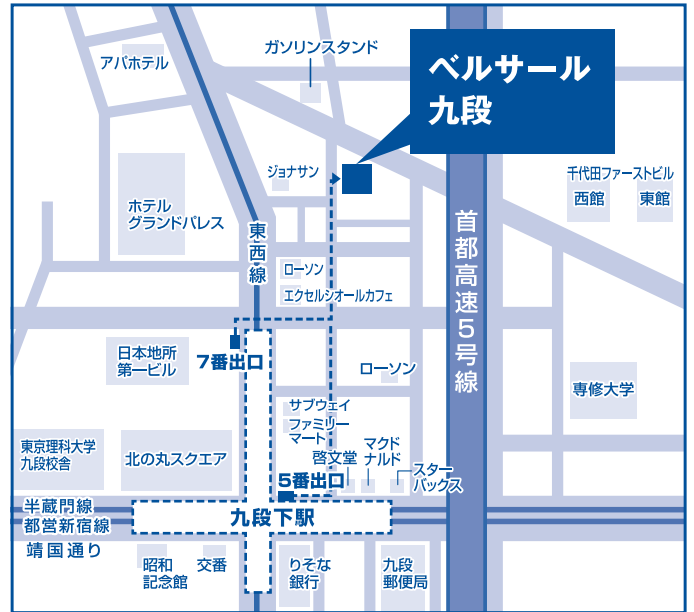 ガソリンスタンド
アパホテル
ベルサール
九段
ジョナサン
千代田ファーストビル
西館
東館
ホテル
グランドパレス
東西線
首都高速5号線
ローソン
エクセルシオールカフェ
日本地所
第一ビル
7番出口
ローソン
専修大学
サブウェイ
ファミリー
マート
東京理科大学
九段校舎
北の丸スクエア
啓文堂
マクド
ナルド
スター
バックス
5番出口
半蔵門線
都営新宿線
靖国通り
九段下駅
昭和
記念館
交番
りそな
銀行
九段
郵便局